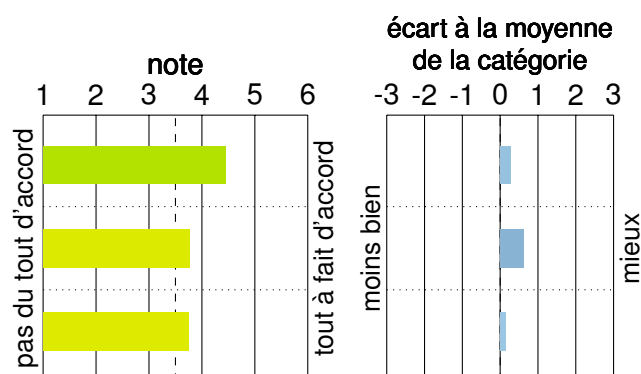 note
1 2 3 4 5 6
pas du tout d'accord
tout à fait d'accord
écart à la moyenne
de la catégorie
-3 -2 -1 0 1 2 3
moins bien
mieux